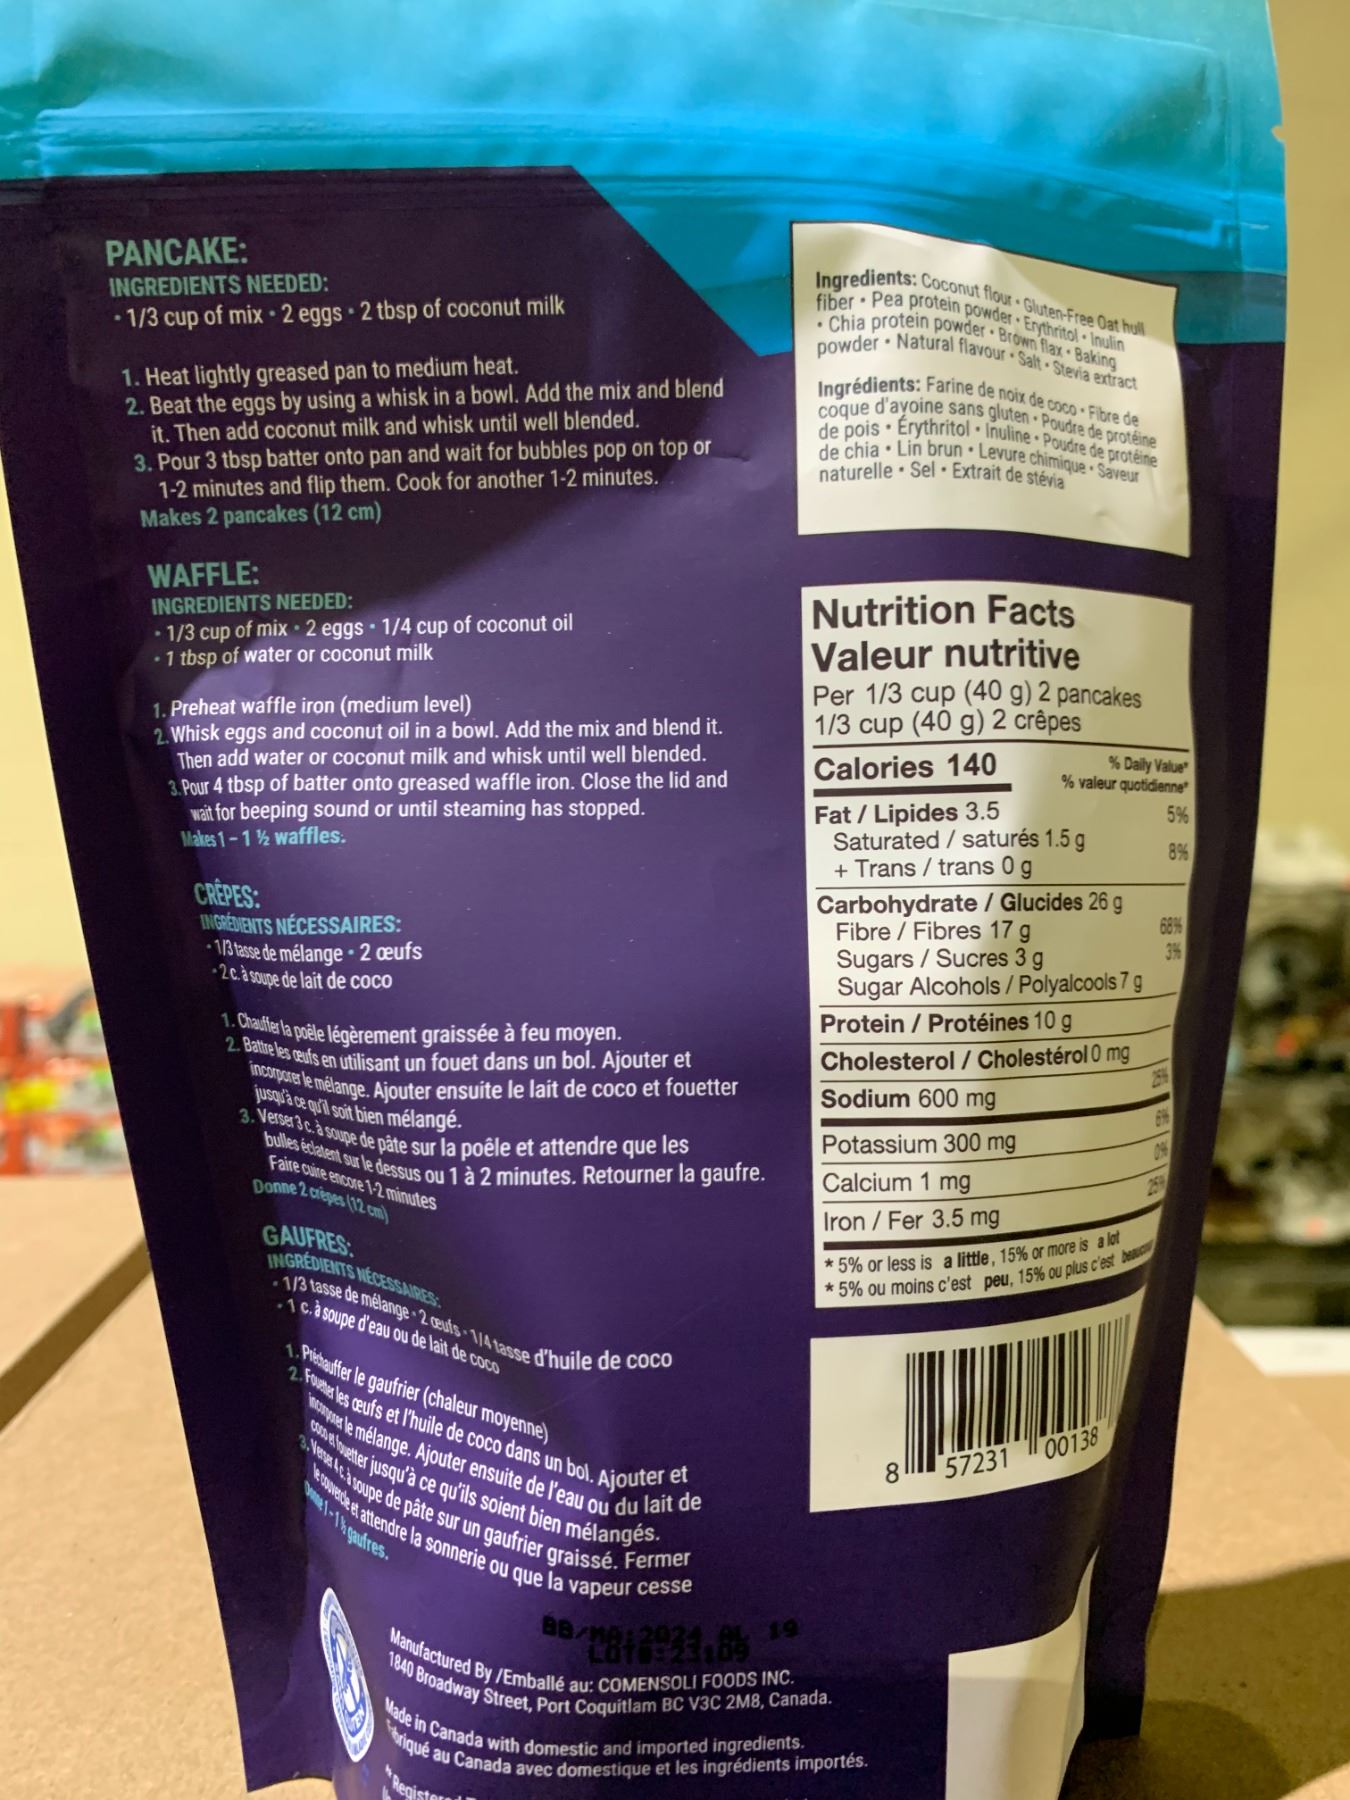 PANCAKE:
INGREDIENTS NEEDED:
• 1/3 cup of mix • 2 eggs • 2 tbsp of coconut milk
1. Heat lightly greased pan to medium heat.
2. Beat the eggs by using a whisk in a bowl. Add the mix and blend
it. Then add coconut milk and whisk until well blended.
3. Pour 3 tbsp batter onto pan and wait for bubbles pop on top or
1-2 minutes and flip them. Cook for another 1-2 minutes.
Makes 2 pancakes (12 cm)
WAFFLE:
INGREDIENTS NEEDED:
• 1/3 cup of mix • 2 eggs • 1/4 cup of coconut oil
• 1 tbsp of water or coconut milk
1. Preheat waffle iron (medium level)
2. Whisk eggs and coconut oil in a bowl. Add the mix and blend it.
Then add water or coconut milk and whisk until well blended.
3. Pour 4 tbsp of batter onto greased waffle iron. Close the lid and
wait for beeping sound or until steaming has stopped.
Makes 1 - 1 ½ waffles.
CRÊPES:
INGRÉDIENTS NÉCESSAIRES:
• 1/3 tasse de mélange • 2 œufs
• 2 c. à soupe de lait de coco
1. Chauffer la poêle légèrement graissée à feu moyen.
2. Battre les œufs en utilisant un fouet dans un bol. Ajouter et
incorporer le mélange. Ajouter ensuite le lait de coco et fouetter
jusqu'à ce qu'il soit bien mélangé.
3. Verser 3 c. à soupe de pâte sur la poêle et attendre que les
bulles éclatent sur le dessus ou 1 à 2 minutes. Retourner la gaufre.
Faire cuire encore 1-2 minutes
Donne 2 crêpes (12 cm)
GAUFRES:
INGRÉDIENTS NÉCESSAIRES:
• 1/3 tasse de mélange • 2 œufs • 1/4 tasse d'huile de coco
• 1 c. à soupe d'eau ou de lait de coco
1. Préchauffer le gaufrier (chaleur moyenne)
2. Fouetter les œufs et l'huile de coco dans un bol. Ajouter et
incorporer le mélange. Ajouter ensuite de l'eau ou du lait de
coco et fouetter jusqu'à ce qu'ils soient bien mélangés.
3. Verser 4 c. à soupe de pâte sur un gaufrier graissé. Fermer
le couvercle et attendre la sonnerie ou que la vapeur cesse
Donne 1 - 1 ½ gaufres.
BB/MA:2024 AL 19
LOT#:23109
Manufactured By /Emballé au: COMENSOLI FOODS INC.
1840 Broadway Street, Port Coquitlam BC V3C 2M8, Canada.
Made in Canada with domestic and imported ingredients.
Fabriqué au Canada avec domestique et les ingrédients importés.
Ingredients: Coconut flour • Gluten-Free Oat hull
fiber • Pea protein powder • Erythritol • Inulin
• Chia protein powder • Brown flax • Baking
powder • Natural flavour • Salt • Stevia extract
Ingrédients: Farine de noix de coco • Fibre de
coque d'avoine sans gluten • Poudre de protéine
de pois • Érythritol • Inuline • Poudre de protéine
de chia • Lin brun • Levure chimique • Saveur
naturelle • Sel • Extrait de stévia
Nutrition Facts
Valeur nutritive
Per 1/3 cup (40 g) 2 pancakes
1/3 cup (40 g) 2 crêpes
Calories 140
% Daily Value*
% valeur quotidienne*
Fat / Lipides 3.5 5%
Saturated / saturés 1.5 g 8%
+ Trans / trans 0 g
Carbohydrate / Glucides 26 g
Fibre / Fibres 17 g 68%
Sugars / Sucres 3 g 3%
Sugar Alcohols / Polyalcools 7 g
Protein / Protéines 10 g
Cholesterol / Cholestérol 0 mg
Sodium 600 mg 25%
Potassium 300 mg 6%
Calcium 1 mg 0%
Iron / Fer 3.5 mg 25%
* 5% or less is a little, 15% or more is a lot
* 5% ou moins c'est peu, 15% ou plus c'est beaucoup
8 57231 00138